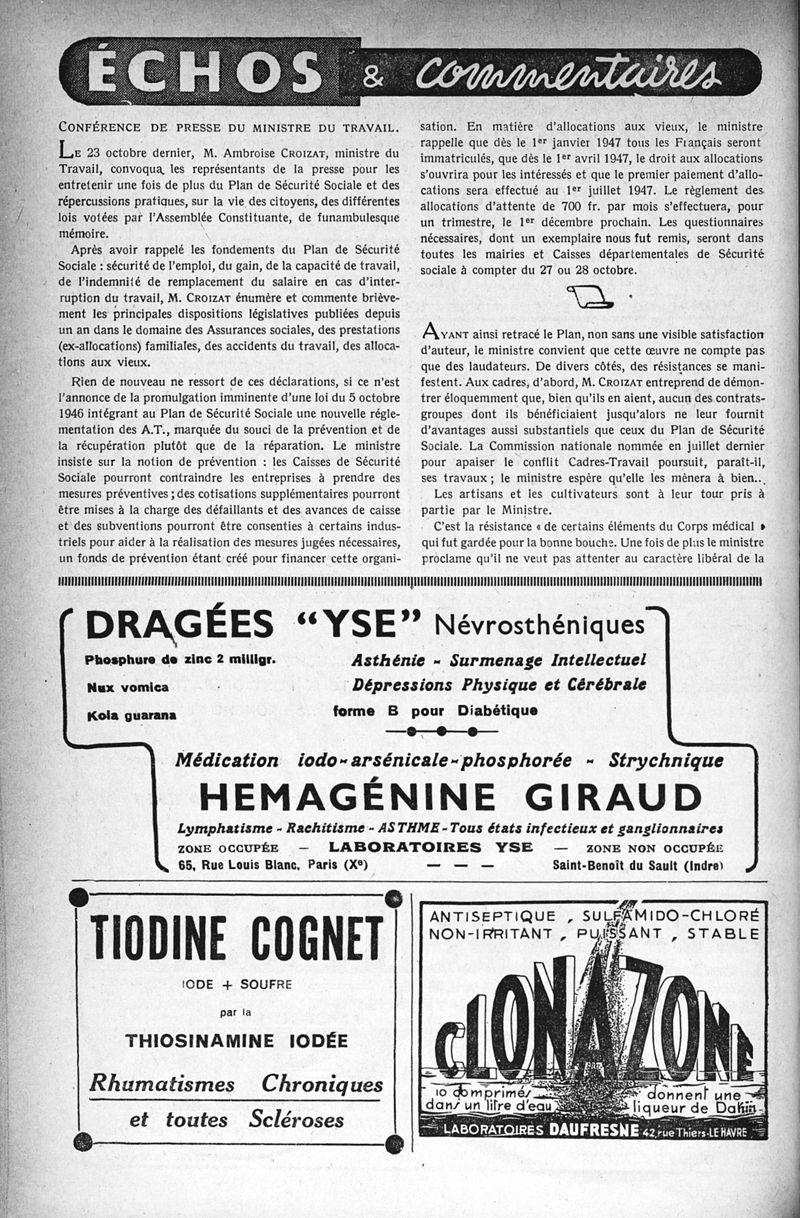 ÉCHOS & commentaires
CONFÉRENCE DE PRESSE DU MINISTRE DU TRAVAIL.
LE 23 octobre dernier, M. Ambroise CROIZAT, ministre du
Travail, convoqua les représentants de la presse pour les
entretenir une fois de plus du Plan de Sécurité Sociale et des
répercussions pratiques, sur la vie des citoyens, des différentes
lois votées par l'Assemblée Constituante, de funambulesque
mémoire.
Après avoir rappelé les fondements du Plan de Sécurité
Sociale : sécurité de l'emploi, du gain, de la capacité de travail,
de l'indemnité de remplacement du salaire en cas d'inter-
ruption du travail, M. CROIZAT énumère et commente briève-
ment les principales dispositions législatives publiées depuis
un an dans le domaine des Assurances sociales, des prestations
(ex-allocations) familiales, des accidents du travail, des alloca-
tions aux vieux.
Rien de nouveau ne ressort de ces déclarations, si ce n'est
l'annonce de la promulgation imminente d'une loi du 5 octobre
1946 intégrant au Plan de Sécurité Sociale une nouvelle régle-
mentation des A.T., marquée du souci de la prévention et de
la récupération plutôt que de la réparation. Le ministre
insiste sur la notion de prévention : les Caisses de Sécurité
Sociale pourront contraindre les entreprises à prendre des
mesures préventives ; des cotisations supplémentaires pourront
être mises à la charge des défaillants et des avances de caisse
et des subventions pourront être consenties à certains indus-
triels pour aider à la réalisation des mesures jugées nécessaires,
un fonds de prévention étant créé pour financer cette organi-
sation. En matière d'allocations aux vieux, le ministre
rappelle que dès le 1er janvier 1947 tous les Français seront
immatriculés, que dès le 1er avril 1947, le droit aux allocations
s'ouvrira pour les intéressés et que le premier paiement d'allo-
cations sera effectué au 1er juillet 1947. Le règlement des
allocations d'attente de 700 fr. par mois s'effectuera, pour
un trimestre, le 1er décembre prochain. Les questionnaires
nécessaires, dont un exemplaire nous fut remis, seront dans
toutes les mairies et Caisses départementales de Sécurité
sociale à compter du 27 ou 28 octobre.
AYANT ainsi retracé le Plan, non sans une visible satisfaction
d'auteur, le ministre convient que cette œuvre ne compte pas
que des laudateurs. De divers côtés, des résistances se mani-
festent. Aux cadres, d'abord, M. CROIZAT entreprend de démon-
trer éloquemment que, bien qu'ils en aient, aucun des contrats-
groupes dont ils bénéficiaient jusqu'alors ne leur fournit
d'avantages aussi substantiels que ceux du Plan de Sécurité
Sociale. La Commission nationale nommée en juillet dernier
pour apaiser le conflit Cadres-Travail poursuit, paraît-il,
ses travaux ; le ministre espère qu'elle les mènera à bien...
Les artisans et les cultivateurs sont à leur tour pris à
partie par le Ministre.
C'est la résistance « de certains éléments du Corps médical »
qui fut gardée pour la bonne bouche. Une fois de plus le ministre
proclame qu'il ne veut pas attenter au caractère libéral de la
DRAGÉES "YSE" Névrosthéniques
Phosphure de zinc 2 milligr.
Nux vomica
Kola guarana
Asthénie - Surmenage Intellectuel
Dépressions Physique et Cérébrale
forme B pour Diabétique
Médication iodo-arsénicale-phosphorée - Strychnique
HEMAGÉNINE GIRAUD
Lymphatisme - Rachitisme - ASTHME - Tous états infectieux et ganglionnaires
ZONE OCCUPÉE — LABORATOIRES YSE — ZONE NON OCCUPÉE
65, Rue Louis Blanc, Paris (Xe) — — — Saint-Benoît du Sault (Indre)
TIODINE COGNET
IODE + SOUFRE
par la
THIOSINAMINE IODÉE
Rhumatismes Chroniques
et toutes Scléroses
ANTISEPTIQUE, SULFAMIDO-CHLORÉ
NON-IRRITANT, PUISSANT, STABLE
CLONAZONE
10 comprimés
dans un litre d'eau
donnent une
liqueur de Dakin
LABORATOIRES DAUFRESNE 42, rue Thiers-LE HAVRE